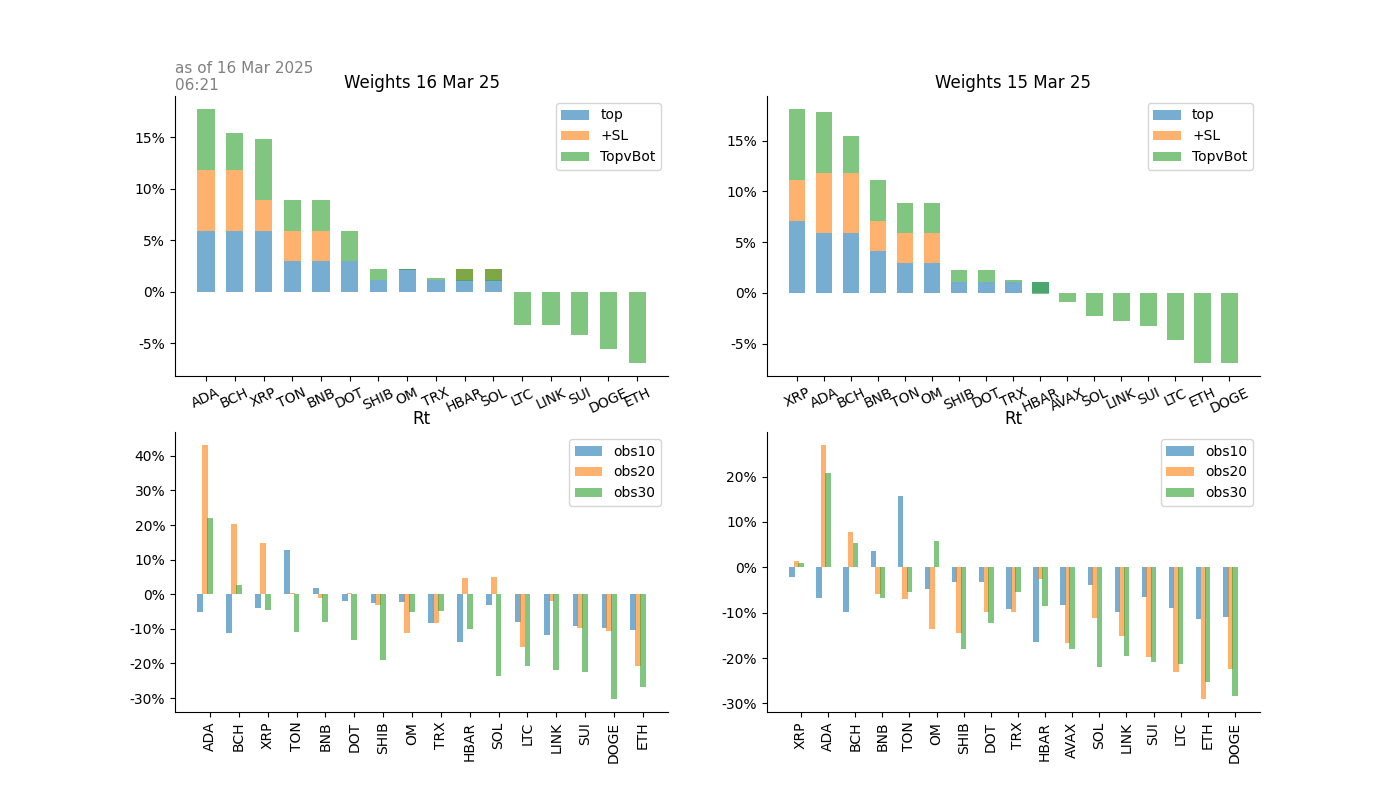 as of 16 Mar 2025
06:21
Weights 16 Mar 25
15%
10%
5%
0%
-5%
top
+SL
TopvBot
ADA BCH XRP TON BNB DOT SHIB OM TRX HBAR SOL LTC LINK SUI DOGE ETH
Weights 15 Mar 25
15%
10%
5%
0%
-5%
top
+SL
TopvBot
XRP ADA BCH BNB TON OM SHIB DOT TRX HBAR AVAX SOL LINK SUI LTC ETH DOGE
Rt
40%
30%
20%
10%
0%
-10%
-20%
-30%
obs10
obs20
obs30
ADA BCH XRP TON BNB DOT SHIB OM TRX HBAR SOL LTC LINK SUI DOGE ETH
Rt
20%
10%
0%
-10%
-20%
-30%
obs10
obs20
obs30
XRP ADA BCH BNB TON OM SHIB DOT TRX HBAR AVAX SOL LINK SUI LTC ETH DOGE